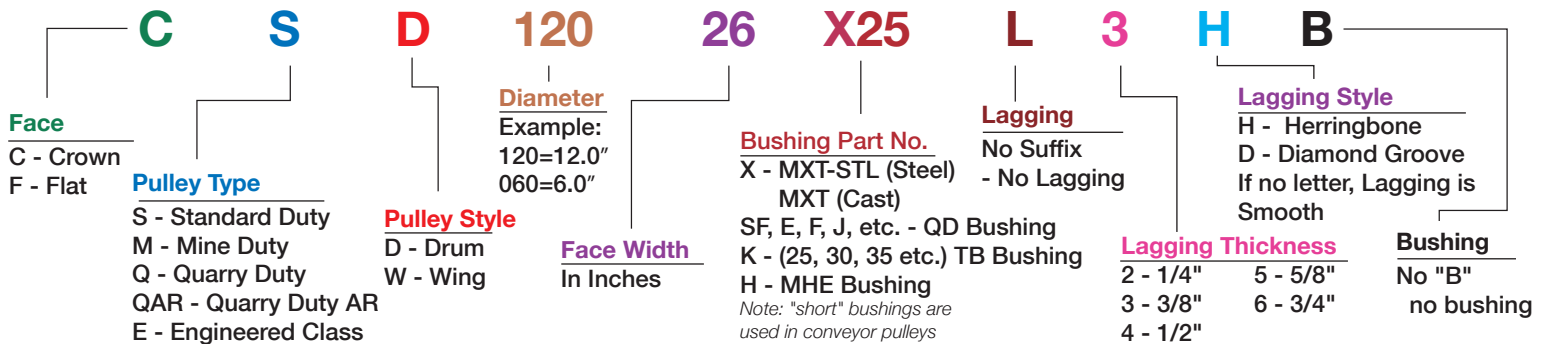 C S D 120 26 X25 L 3 H B
Face
C - Crown
F - Flat
Pulley Type
S - Standard Duty
M - Mine Duty
Q - Quarry Duty
QAR - Quarry Duty AR
E - Engineered Class
Pulley Style
D - Drum
W - Wing
Diameter
Example:
120=12.0″
060=6.0″
Face Width
In Inches
Bushing Part No.
X - MXT-STL (Steel)
MXT (Cast)
SF, E, F, J, etc. - QD Bushing
K - (25, 30, 35 etc.) TB Bushing
H - MHE Bushing
Note: "short" bushings are
used in conveyor pulleys
Lagging
No Suffix
- No Lagging
Lagging Thickness
2 - 1/4" 5 - 5/8"
3 - 3/8" 6 - 3/4"
4 - 1/2"
Lagging Style
H - Herringbone
D - Diamond Groove
If no letter, Lagging is
Smooth
Bushing
No "B"
no bushing